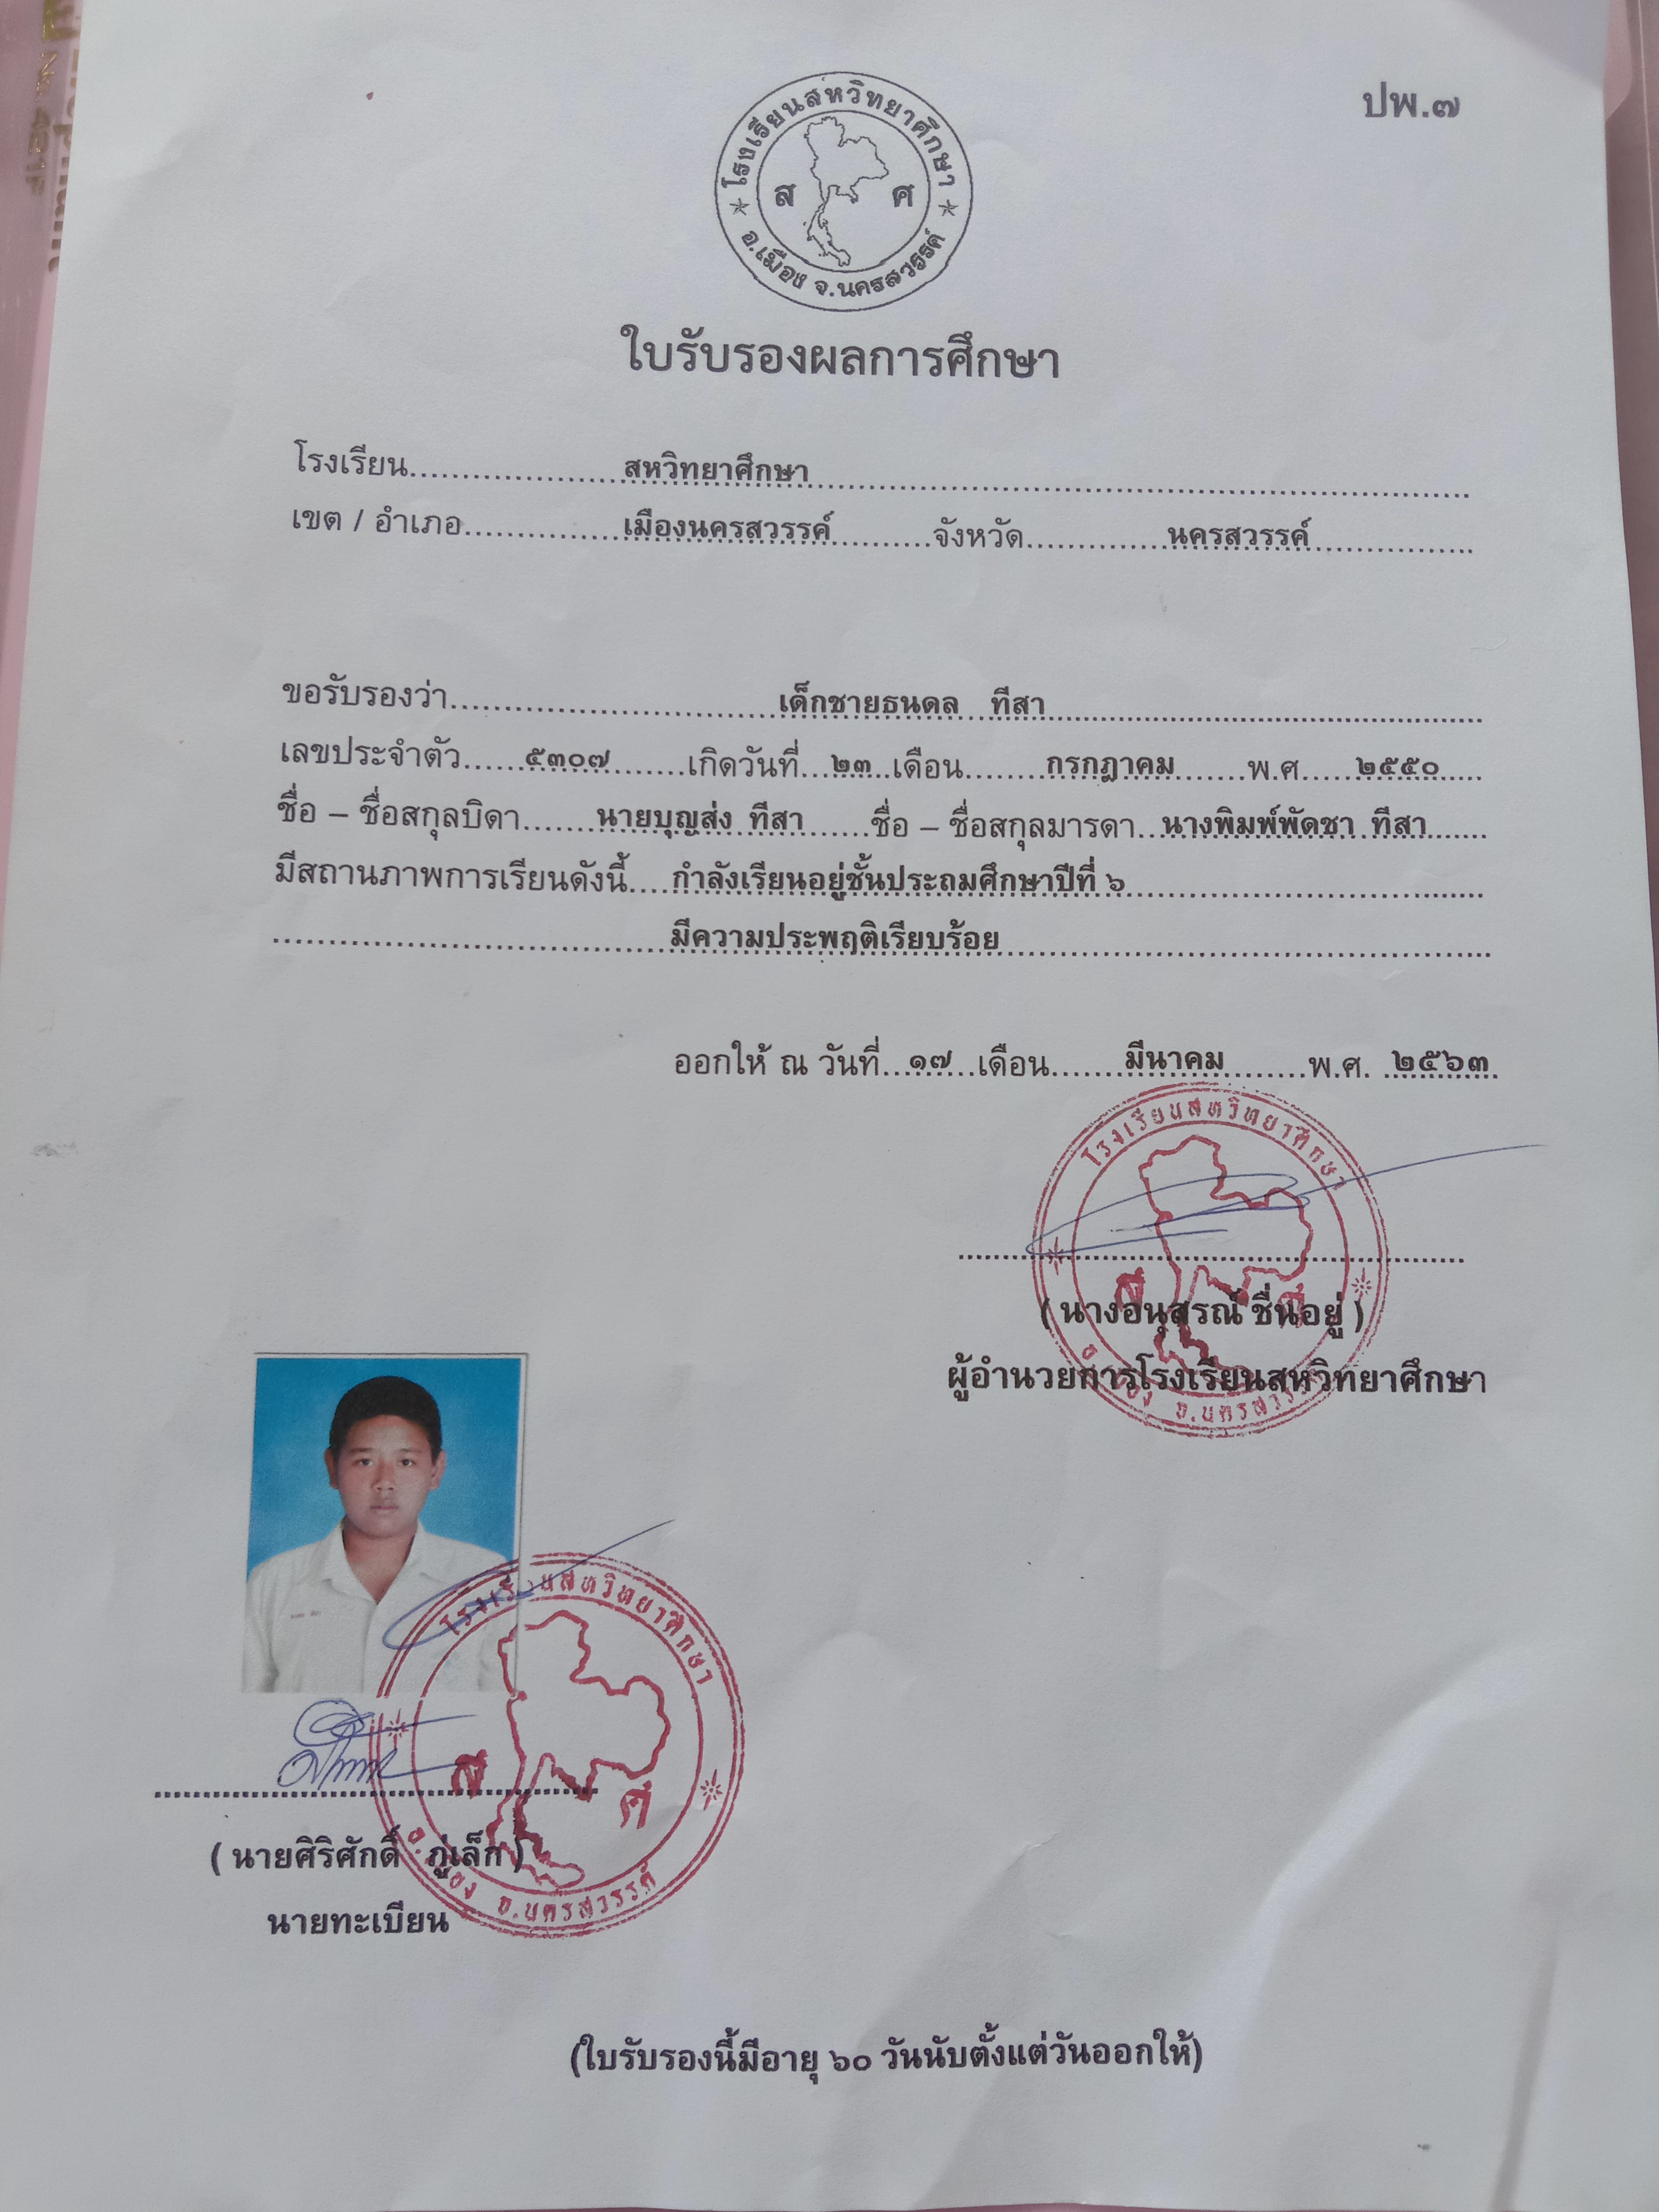 ปพ.๗
โรงเรียนสหวิทยาศึกษา
ส ศ
อ.เมือง จ.นครสวรรค์
ใบรับรองผลการศึกษา
โรงเรียน สหวิทยาศึกษา
เขต / อำเภอ เมืองนครสวรรค์ จังหวัด นครสวรรค์
ขอรับรองว่า เด็กชายธนดล ทีสา
เลขประจำตัว ๕๓๐๗ เกิดวันที่ ๒๓ เดือน กรกฎาคม พ.ศ. ๒๕๕๐
ชื่อ – ชื่อสกุลบิดา นายบุญส่ง ทีสา ชื่อ – ชื่อสกุลมารดา นางพิมพ์พัดชา ทีสา
มีสถานภาพการเรียนดังนี้ กำลังเรียนอยู่ชั้นประถมศึกษาปีที่ ๖
มีความประพฤติเรียบร้อย
ออกให้ ณ วันที่ ๑๗ เดือน มีนาคม พ.ศ. ๒๕๖๓
โรงเรียนสหวิทยาศึกษา
ส ศ
( นางอนุสรณ์ ชื่นอยู่ )
ผู้อำนวยการโรงเรียนสหวิทยาศึกษา
จ.นครสวรรค์
โรงเรียนสหวิทยาศึกษา
ส ศ
( นายศิริศักดิ์ ภู่เล็ก )
อ.เมือง จ.นครสวรรค์
นายทะเบียน
(ใบรับรองนี้มีอายุ ๖๐ วันนับตั้งแต่วันออกให้)